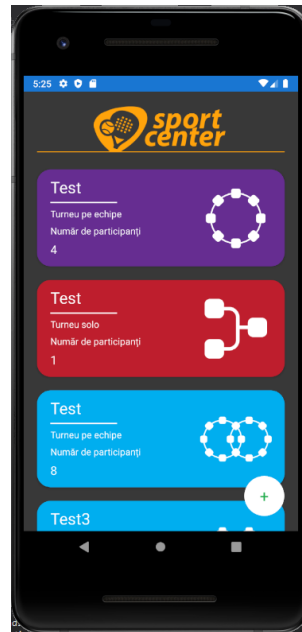 5:25
sport
center
Test
Turneu pe echipe
Număr de participanți
4
Test
Turneu solo
Număr de participanți
1
Test
Turneu pe echipe
Număr de participanți
8
+
Test3